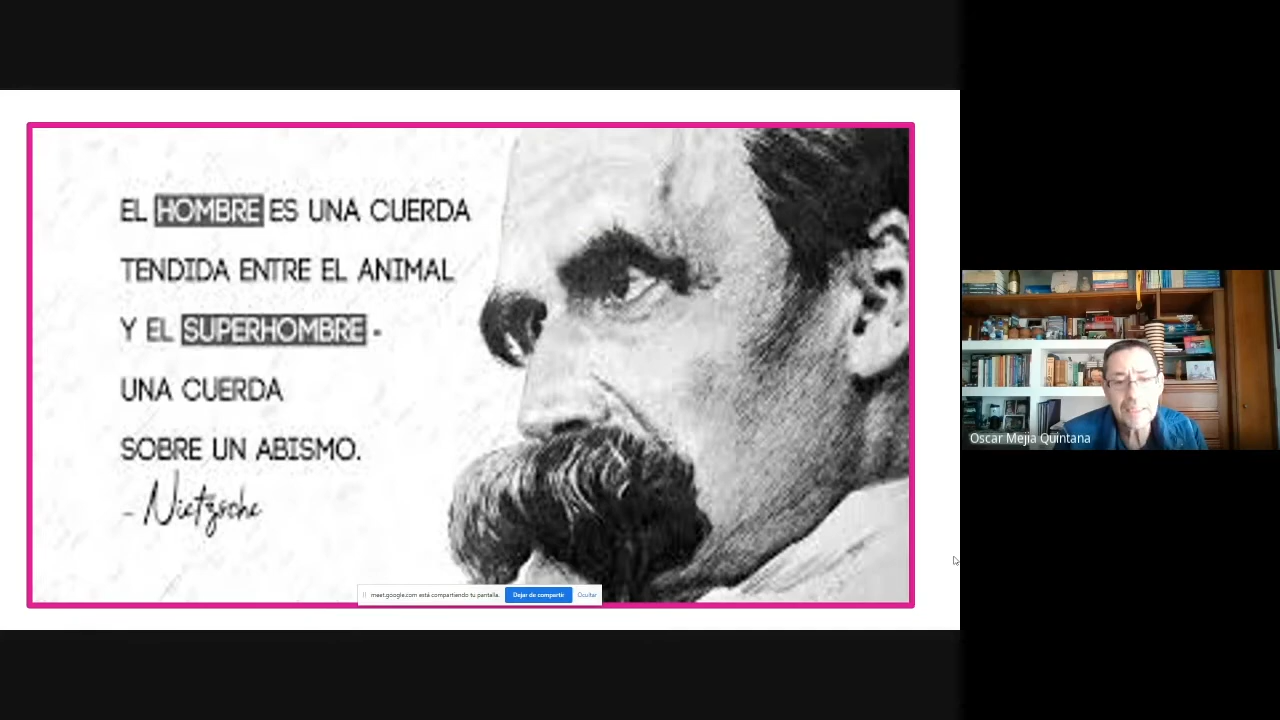 EL HOMBRE ES UNA CUERDA
TENDIDA ENTRE EL ANIMAL
Y EL SUPERHOMBRE -
UNA CUERDA
SOBRE UN ABISMO.
- Nietzsche
meet.google.com está compartiendo tu pantalla. Dejar de compartir Ocultar
Oscar Mejia Quintana